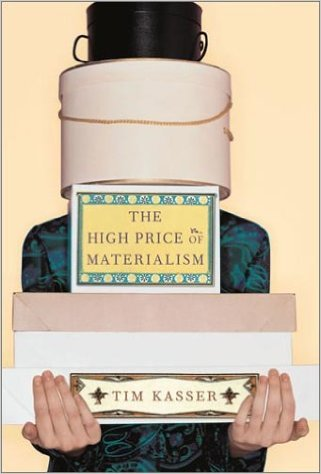 THE
HIGH PRICE OF
MATERIALISM
TIM KASSER